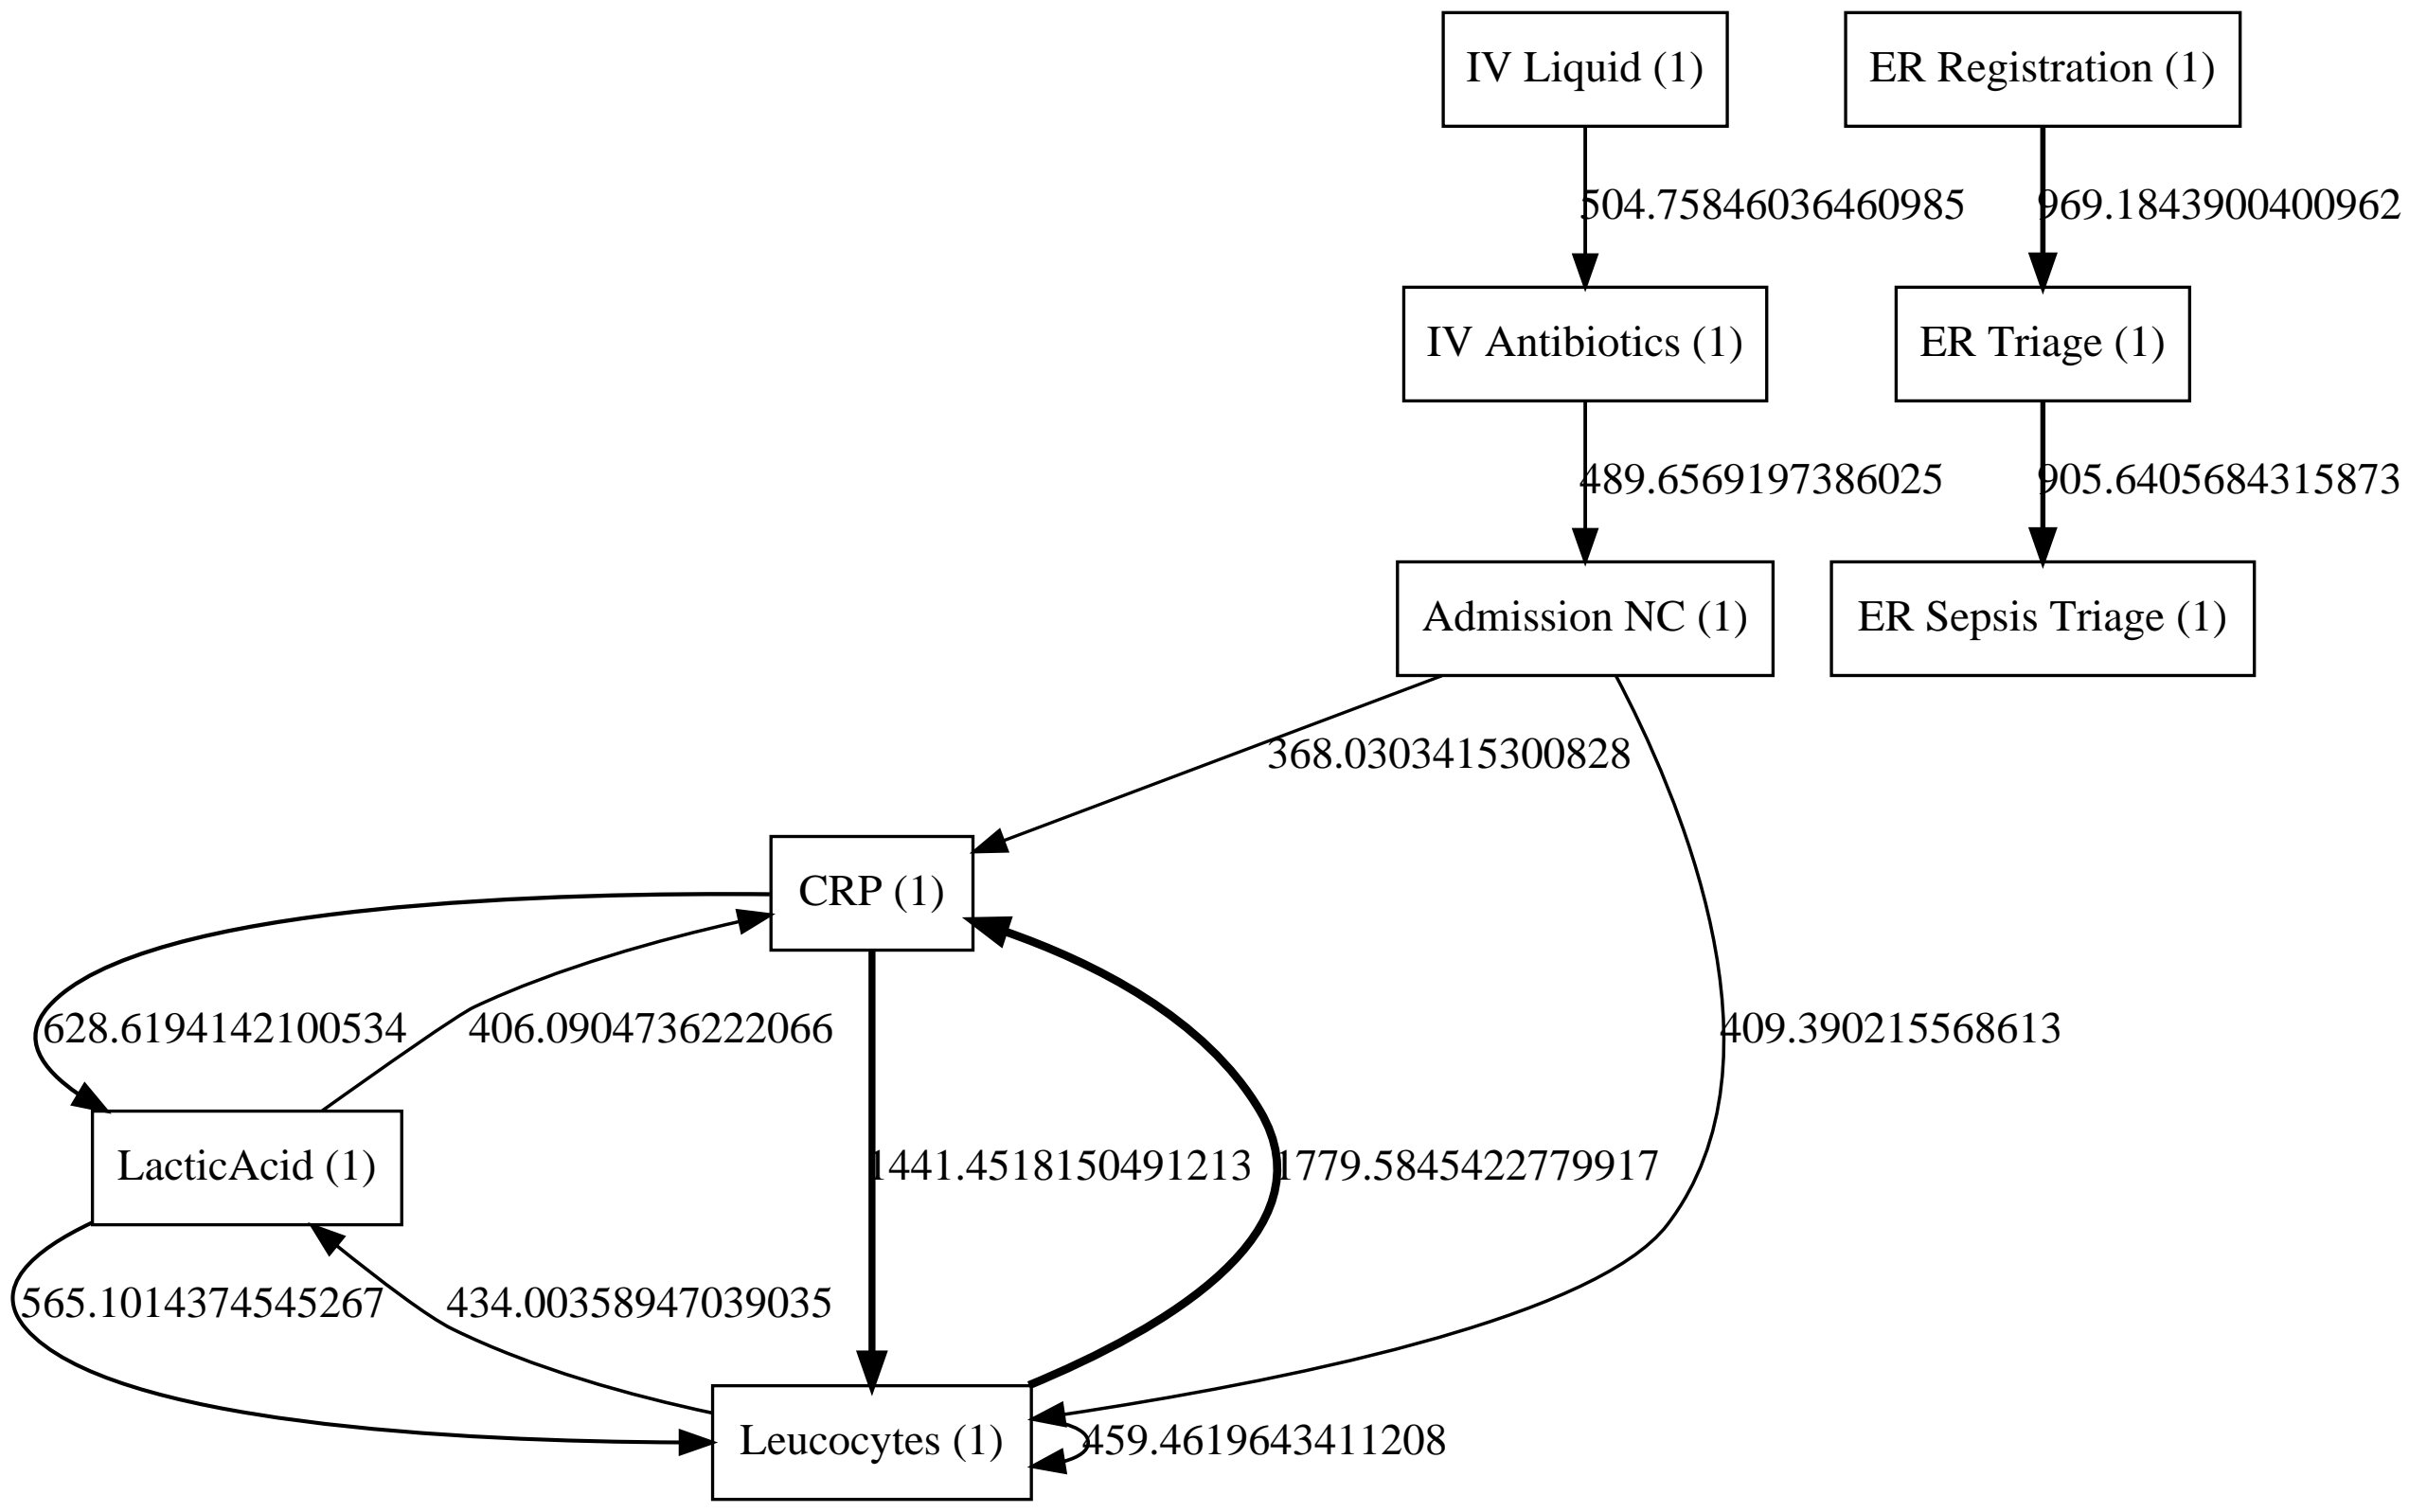 IV Liquid (1)
ER Registration (1)
504.75846036460985
969.1843900400962
IV Antibiotics (1)
ER Triage (1)
489.6569197386025
905.6405684315873
Admission NC (1)
ER Sepsis Triage (1)
368.0303415300828
CRP (1)
628.6194142100534
406.0904736222066
409.390215568613
LacticAcid (1)
1441.4518150491213
1779.5845422779917
565.1014374545267
434.00358947039035
Leucocytes (1)
459.4619643411208